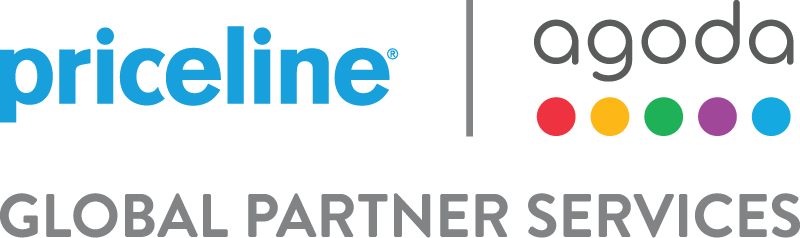 priceline® | agoda
GLOBAL PARTNER SERVICES